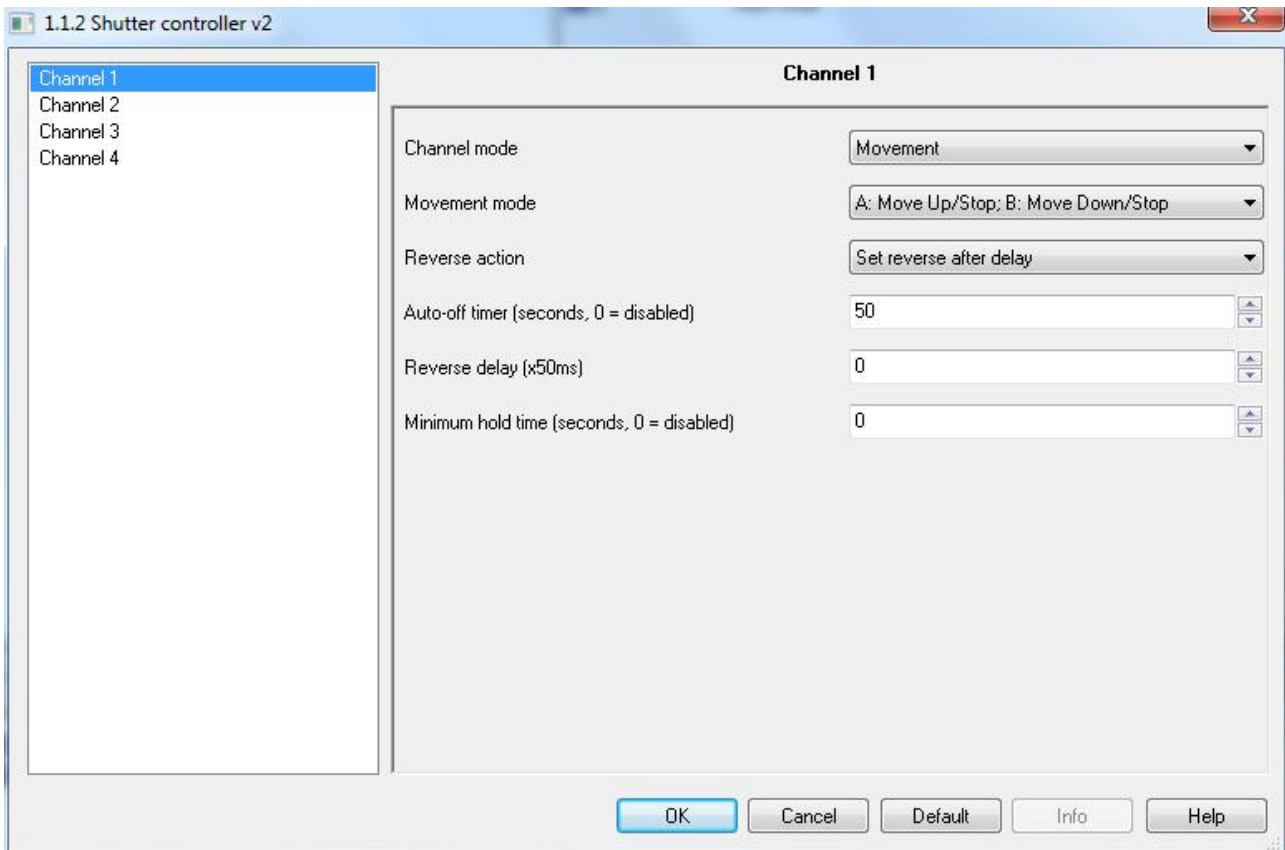 1.1.2 Shutter controller v2
x
Channel 1
Channel 2
Channel 3
Channel 4
Channel 1
Channel mode Movement
Movement mode A: Move Up/Stop; B: Move Down/Stop
Reverse action Set reverse after delay
Auto-off timer (seconds, 0 = disabled) 50
Reverse delay (x50ms) 0
Minimum hold time (seconds, 0 = disabled) 0
OK Cancel Default Info Help